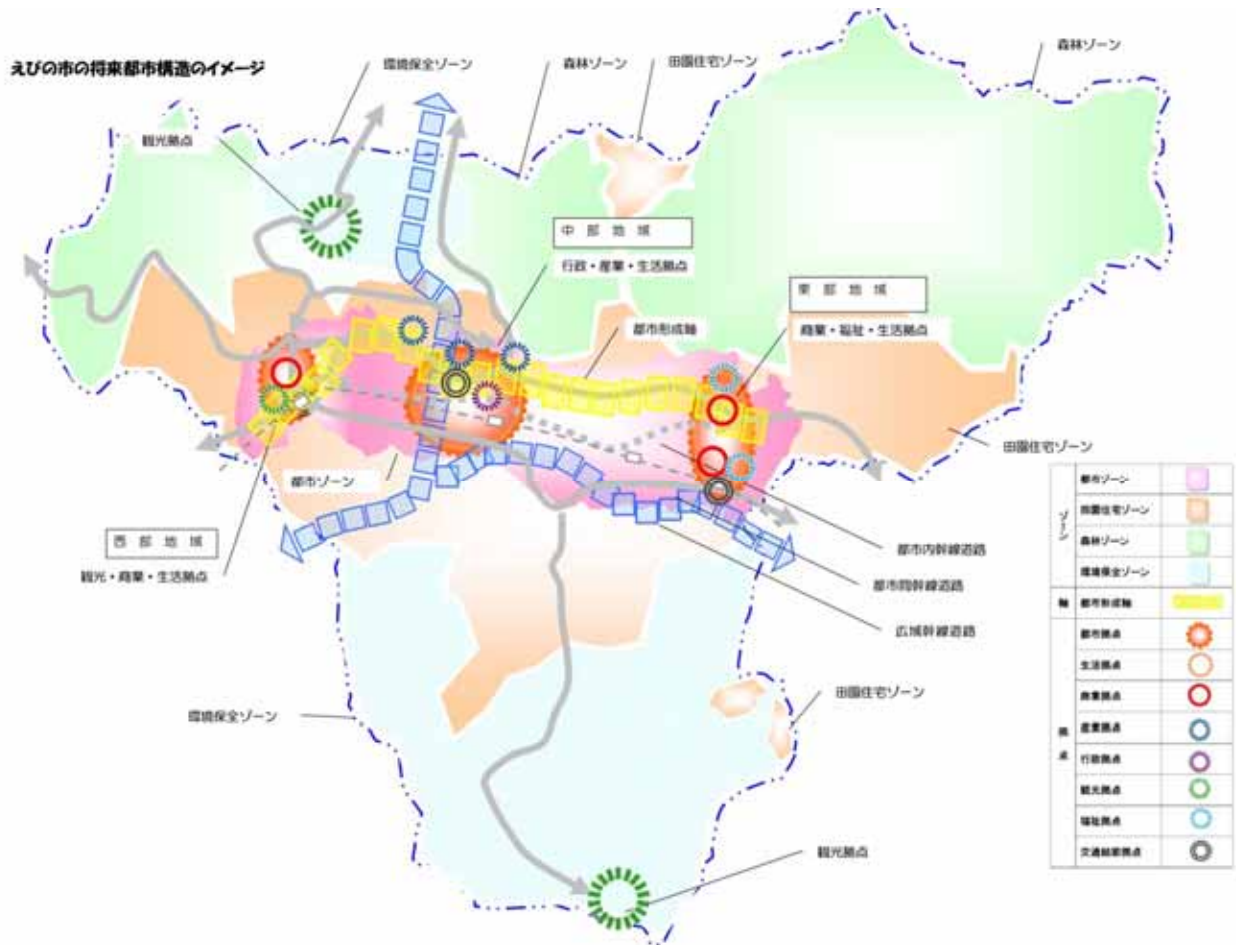 えびの市の将来都市構造のイメージ
環境保全ゾーン
森林ゾーン
田園住宅ゾーン
森林ゾーン
観光拠点
中部地域
行政・産業・生活拠点
東部地域
商業・福祉・生活拠点
都市形成軸
田園住宅ゾーン
都市ゾーン
西部地域
観光・商業・生活拠点
都市内幹線道路
都市間幹線道路
広域幹線道路
環境保全ゾーン
田園住宅ゾーン
観光拠点
ゾーン
都市ゾーン
田園住宅ゾーン
森林ゾーン
環境保全ゾーン
軸
都市形成軸
拠点
都市拠点
生活拠点
商業拠点
産業拠点
行政拠点
観光拠点
福祉拠点
交通結節拠点